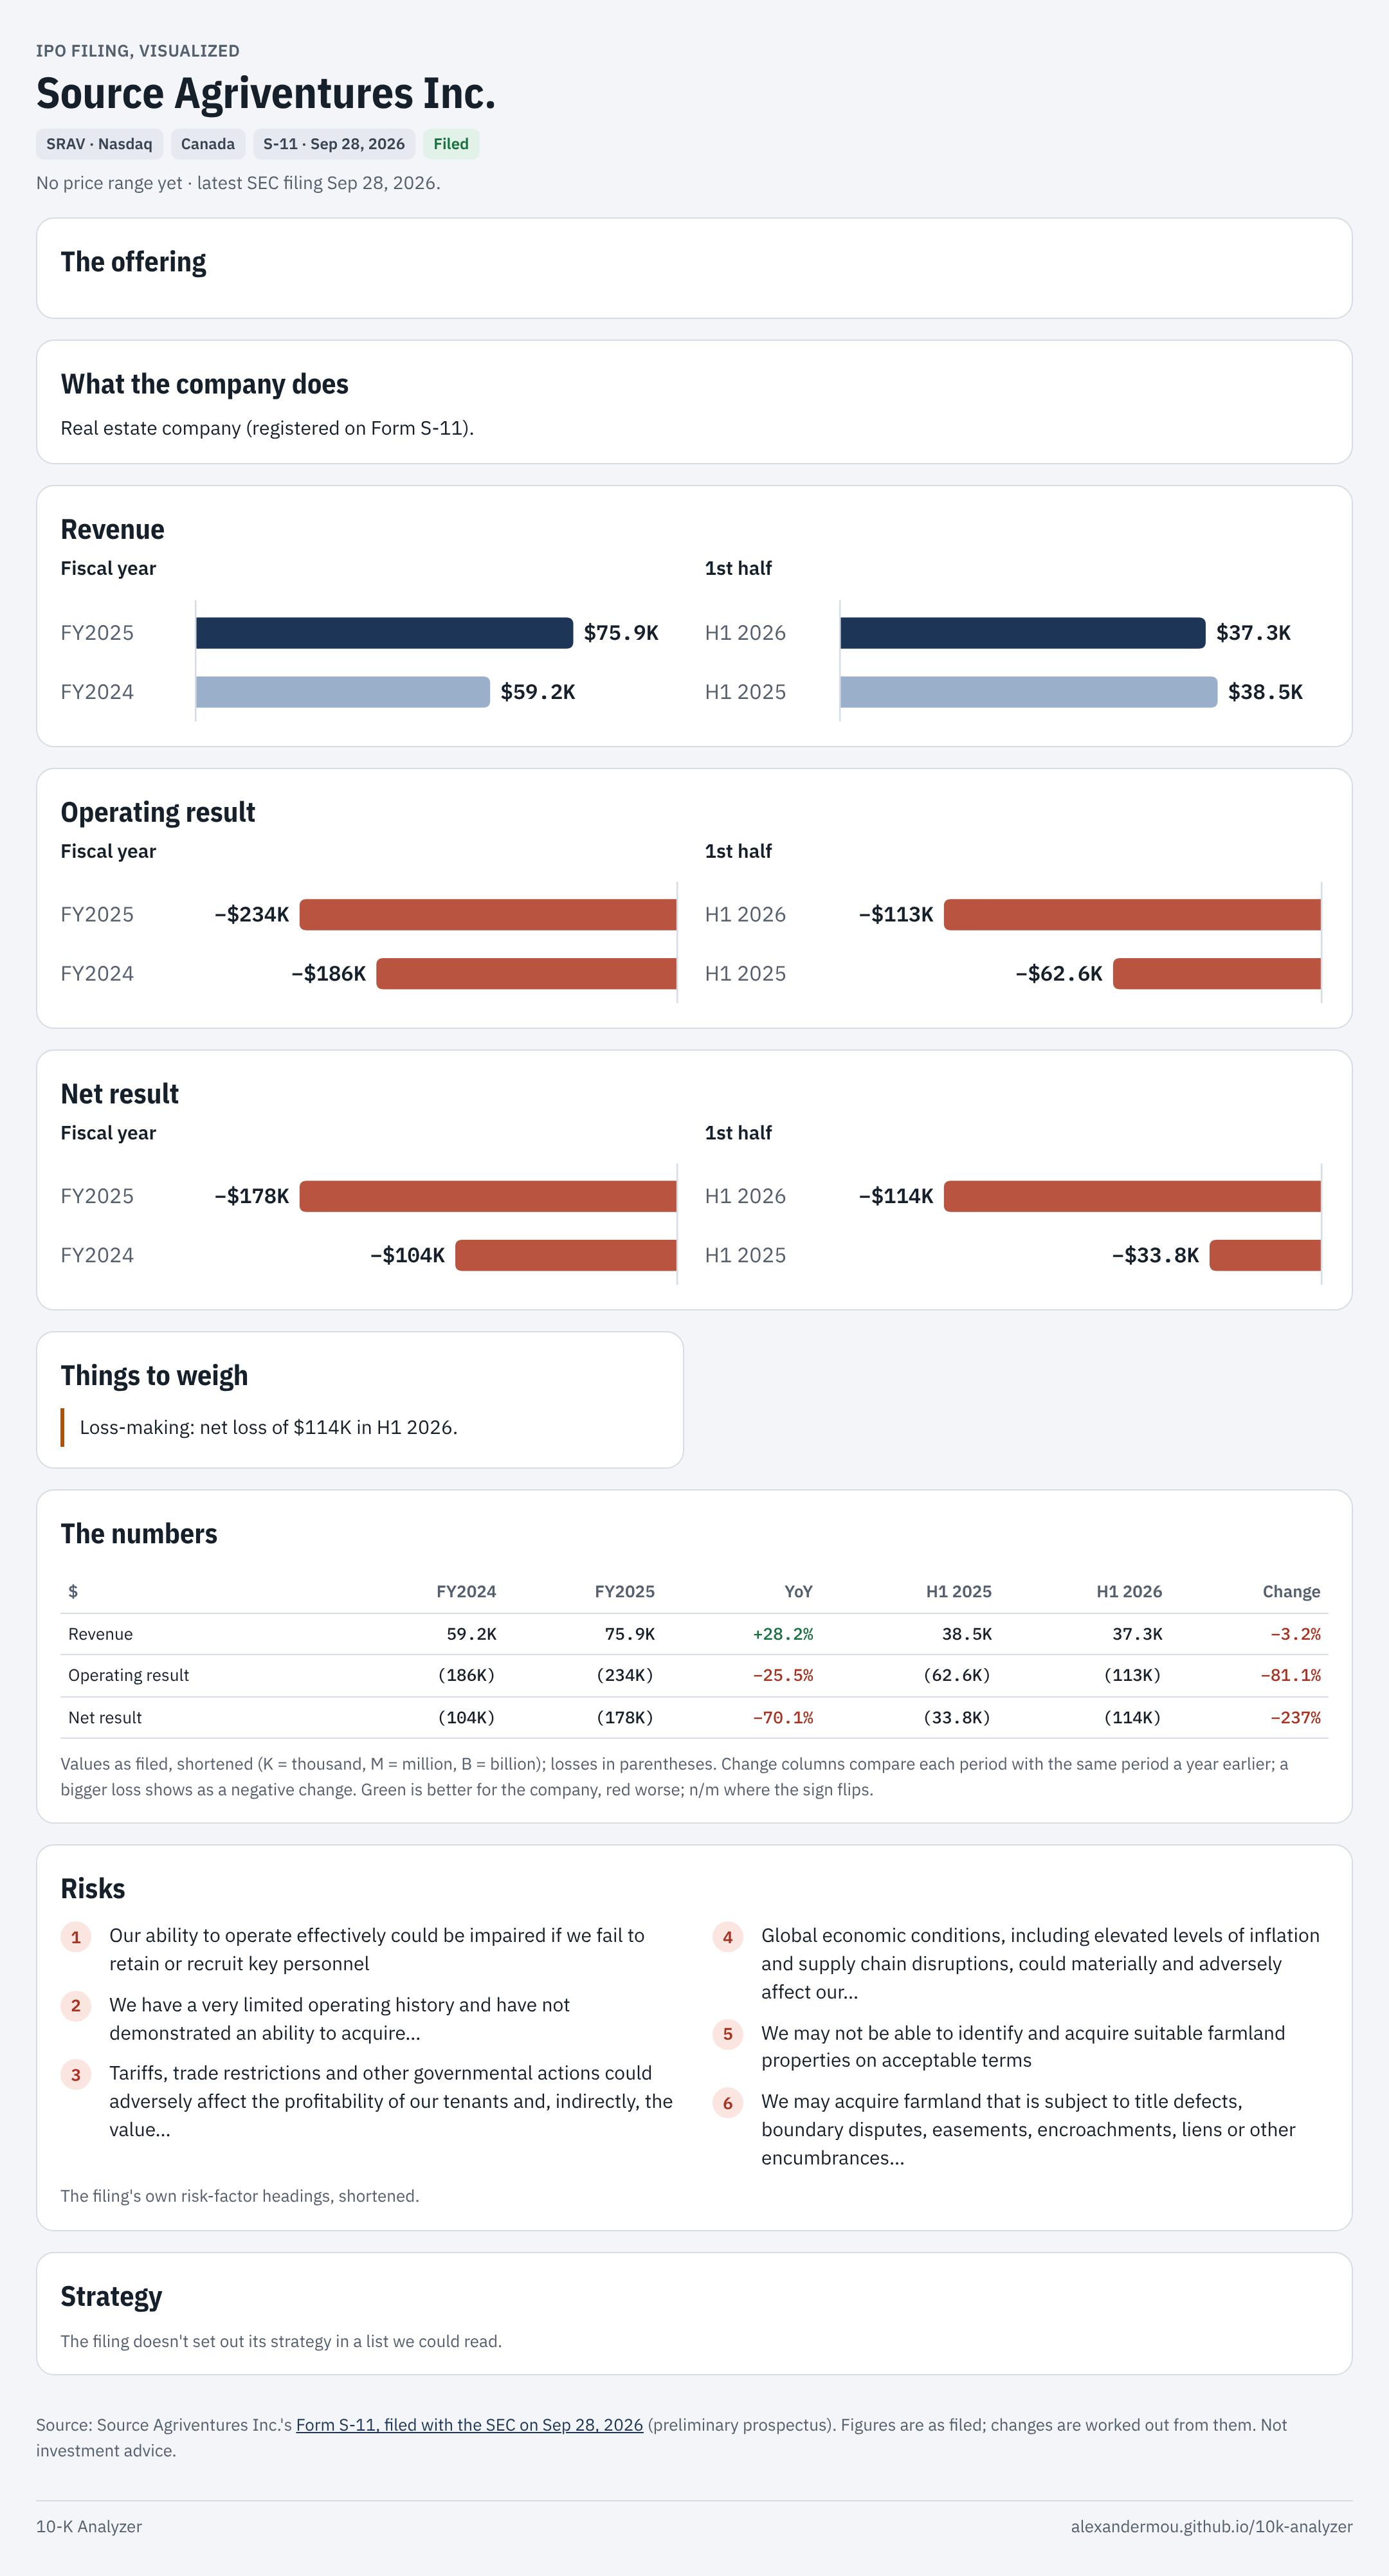 IPO FILING, VISUALIZED
Source Agriventures Inc.
SRAV · Nasdaq
Canada
S-11 · Sep 28, 2026
Filed
No price range yet · latest SEC filing Sep 28, 2026.
The offering
What the company does
Real estate company (registered on Form S-11).
Revenue
Fiscal year
FY2025 $75.9K
FY2024 $59.2K
1st half
H1 2026 $37.3K
H1 2025 $38.5K
Operating result
Fiscal year
FY2025 −$234K
FY2024 −$186K
1st half
H1 2026 −$113K
H1 2025 −$62.6K
Net result
Fiscal year
FY2025 −$178K
FY2024 −$104K
1st half
H1 2026 −$114K
H1 2025 −$33.8K
Things to weigh
Loss-making: net loss of $114K in H1 2026.
The numbers
$ FY2024 FY2025 YoY H1 2025 H1 2026 Change
Revenue 59.2K 75.9K +28.2% 38.5K 37.3K −3.2%
Operating result (186K) (234K) −25.5% (62.6K) (113K) −81.1%
Net result (104K) (178K) −70.1% (33.8K) (114K) −237%
Values as filed, shortened (K = thousand, M = million, B = billion); losses in parentheses. Change columns compare each period with the same period a year earlier; a
bigger loss shows as a negative change. Green is better for the company, red worse; n/m where the sign flips.
Risks
1 Our ability to operate effectively could be impaired if we fail to
retain or recruit key personnel
2 We have a very limited operating history and have not
demonstrated an ability to acquire…
3 Tariffs, trade restrictions and other governmental actions could
adversely affect the profitability of our tenants and, indirectly, the
value…
4 Global economic conditions, including elevated levels of inflation
and supply chain disruptions, could materially and adversely
affect our…
5 We may not be able to identify and acquire suitable farmland
properties on acceptable terms
6 We may acquire farmland that is subject to title defects,
boundary disputes, easements, encroachments, liens or other
encumbrances…
The filing's own risk-factor headings, shortened.
Strategy
The filing doesn't set out its strategy in a list we could read.
Source: Source Agriventures Inc.'s Form S-11, filed with the SEC on Sep 28, 2026 (preliminary prospectus). Figures are as filed; changes are worked out from them. Not
investment advice.
10-K Analyzer
alexandermou.github.io/10k-analyzer